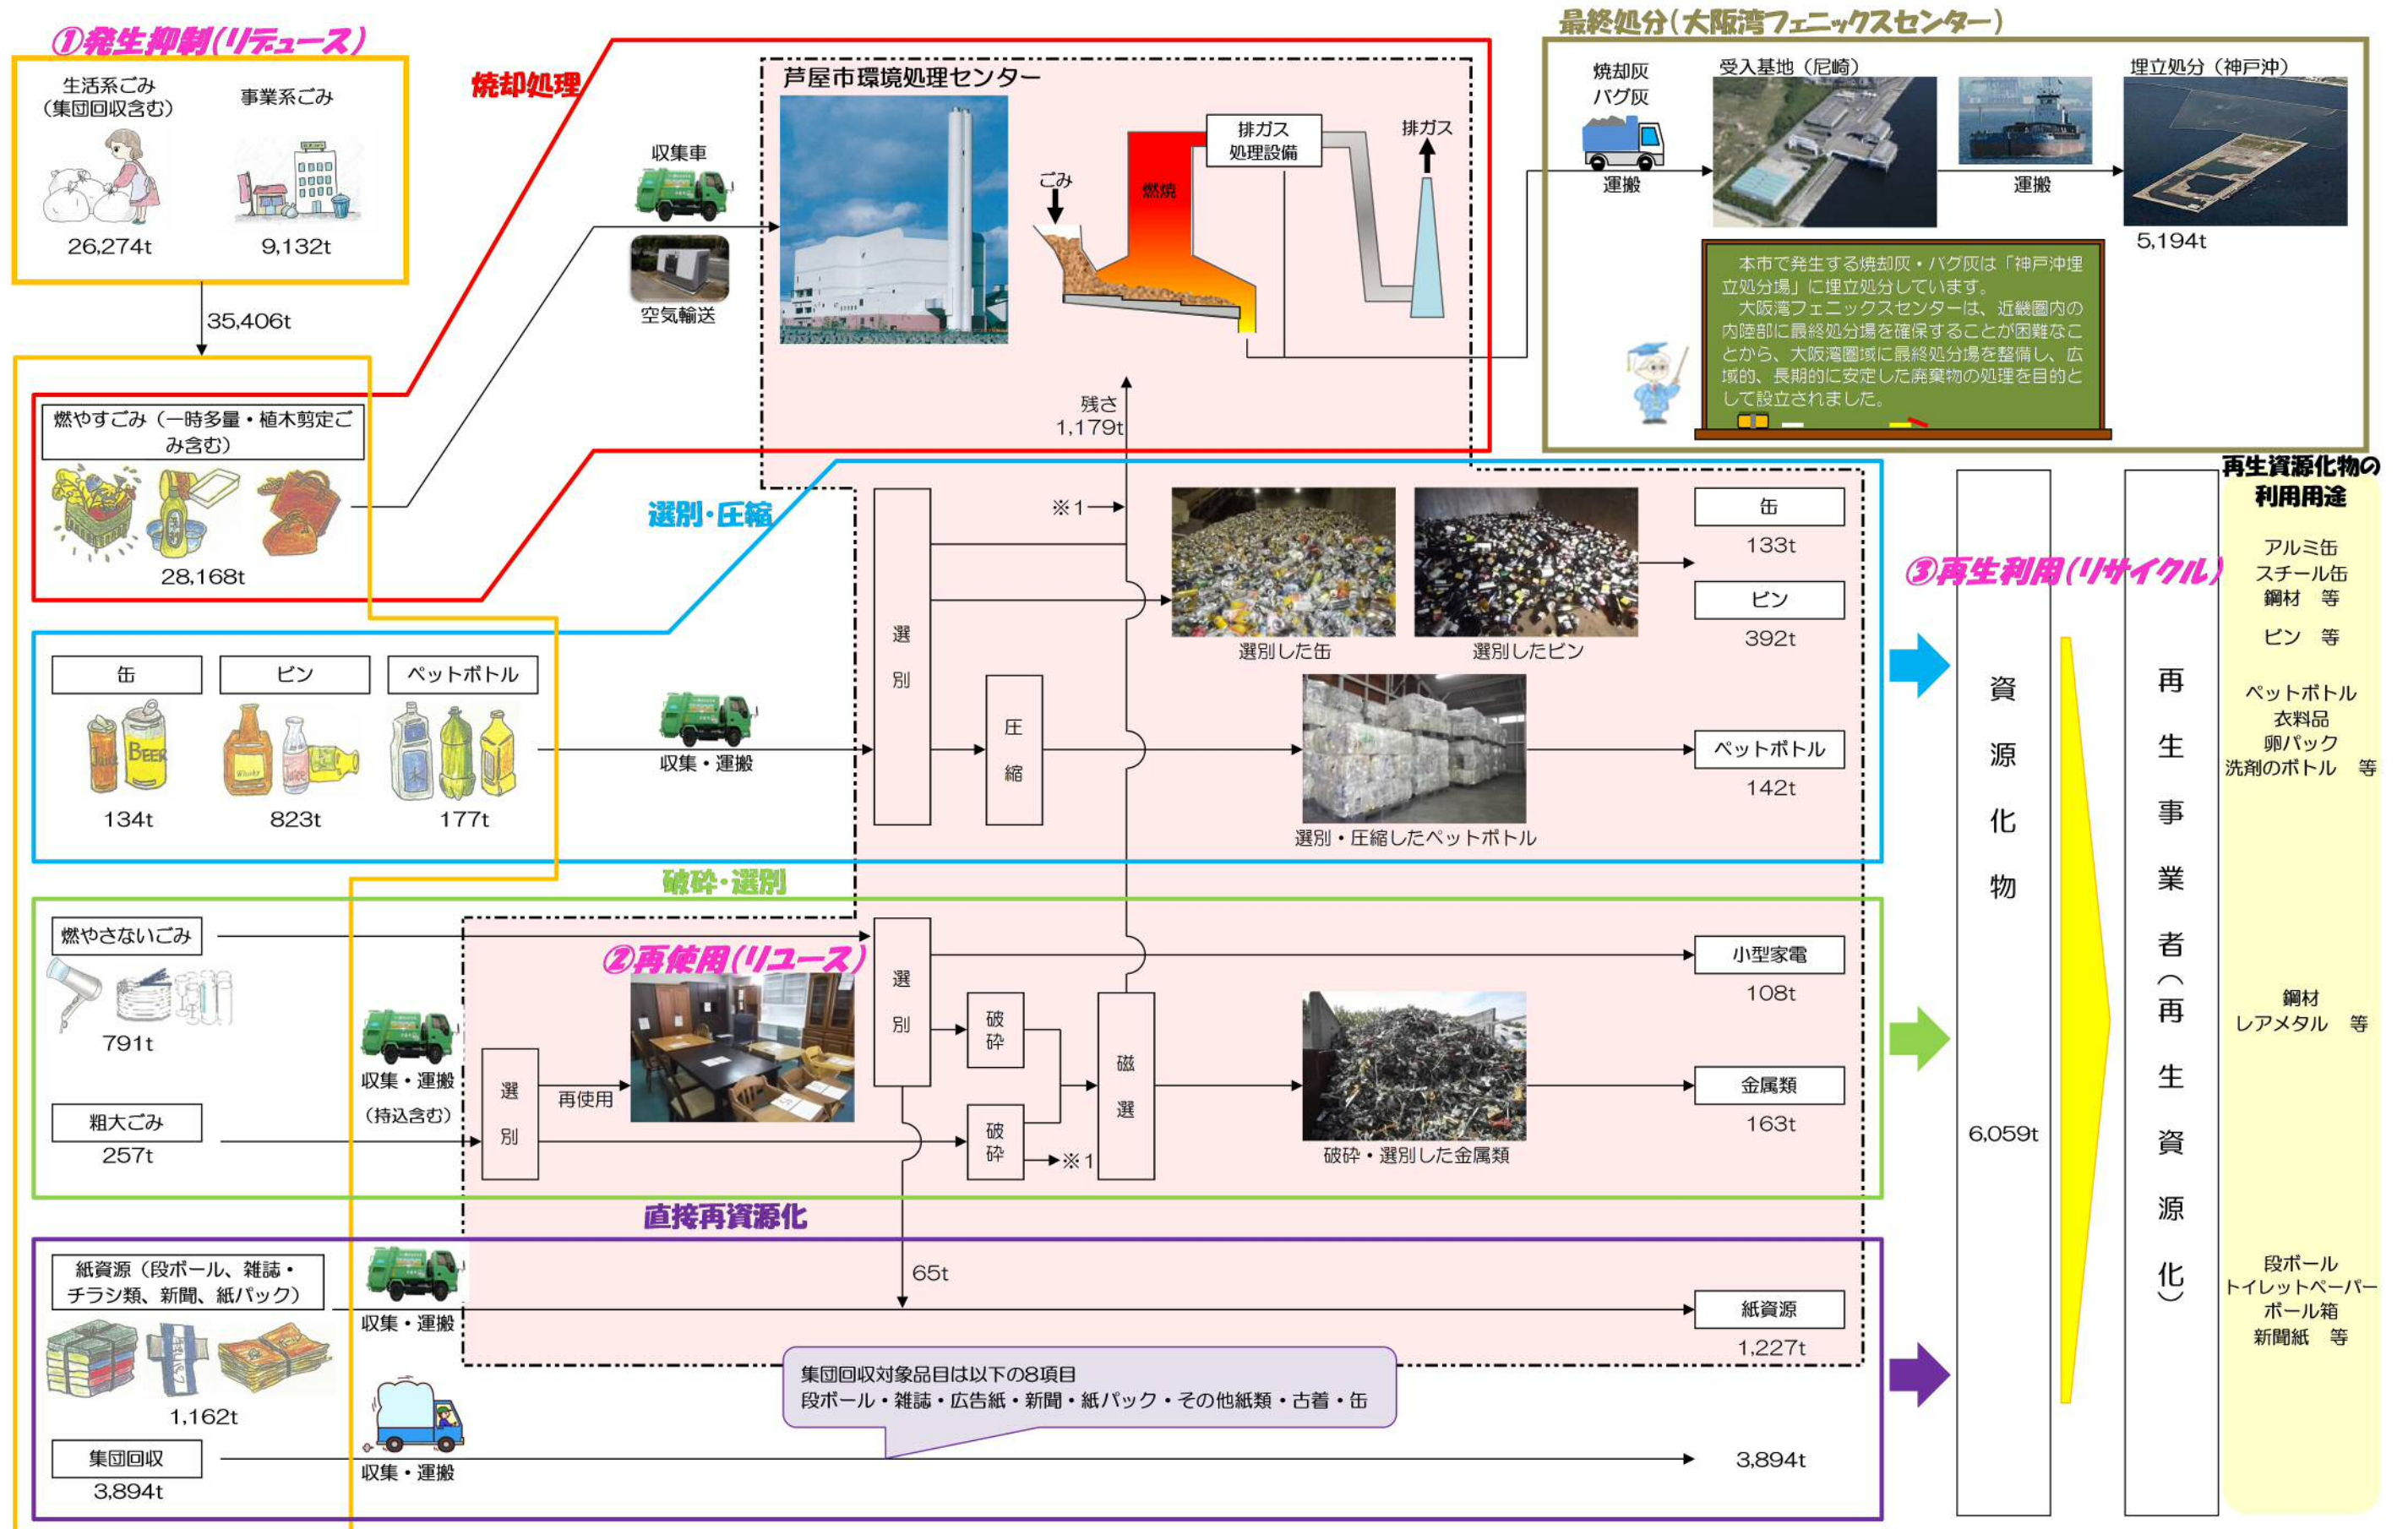 ①発生抑制(リデュース)
生活系ごみ
(集団回収含む)
事業系ごみ
26,274t
9,132t
35,406t
焼却処理
燃やすごみ（一時多量・植木剪定ご
み含む）
28,168t
収集車
空気輸送
芦屋市環境処理センター
ごみ
燃焼
排ガス
処理設備
排ガス
残さ
1,179t
最終処分(大阪湾フェニックスセンター)
焼却灰
バグ灰
運搬
受入基地（尼崎）
運搬
埋立処分（神戸沖）
5,194t
本市で発生する焼却灰・バグ灰は「神戸沖埋
立処分場」に埋立処分しています。
大阪湾フェニックスセンターは、近畿圏内の
内陸部に最終処分場を確保することが困難なこ
とから、大阪湾圏域に最終処分場を整備し、広
域的、長期的に安定した廃棄物の処理を目的と
して設立されました。
選別・圧縮
缶
ビン
ペットボトル
134t
823t
177t
収集・運搬
選別
圧縮
※1
選別した缶
選別したビン
選別・圧縮したペットボトル
缶
133t
ビン
392t
ペットボトル
142t
破砕・選別
燃やさないごみ
791t
粗大ごみ
257t
収集・運搬
（持込含む）
選別
再使用
②再使用(リユース)
選別
破砕
破砕
※1
磁選
破砕・選別した金属類
小型家電
108t
金属類
163t
直接再資源化
紙資源（段ボール、雑誌・
チラシ類、新聞、紙パック）
1,162t
収集・運搬
65t
紙資源
1,227t
集団回収
3,894t
収集・運搬
集団回収対象品目は以下の8項目
段ボール・雑誌・広告紙・新聞・紙パック・その他紙類・古着・缶
3,894t
③再生利用(リサイクル)
資源化物
6,059t
再生事業者（再生資源化）
再生資源化物の
利用用途
アルミ缶
スチール缶
鋼材　等
ビン　等
ペットボトル
衣料品
卵パック
洗剤のボトル　等
鋼材
レアメタル　等
段ボール
トイレットペーパー
ボール箱
新聞紙　等